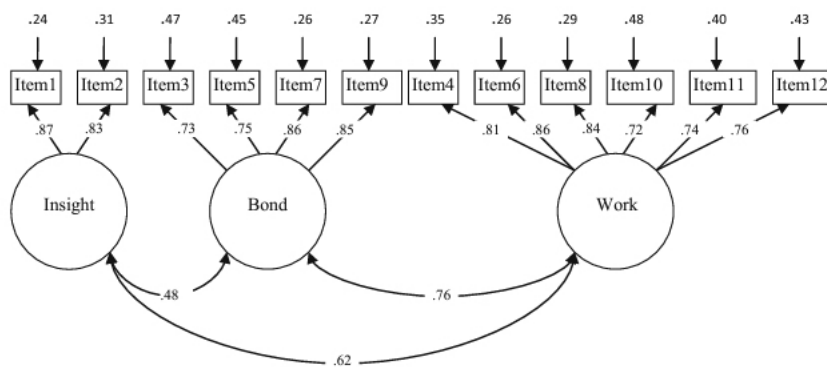 .24 .31 .47 .45 .26 .27 .35 .26 .29 .48 .40 .43
Item1 Item2 Item3 Item5 Item7 Item9 Item4 Item6 Item8 Item10 Item11 Item12
.87 .83 .73 .75 .86 .85 .81 .86 .84 .72 .74 .76
Insight Bond Work
.48 .76
.62